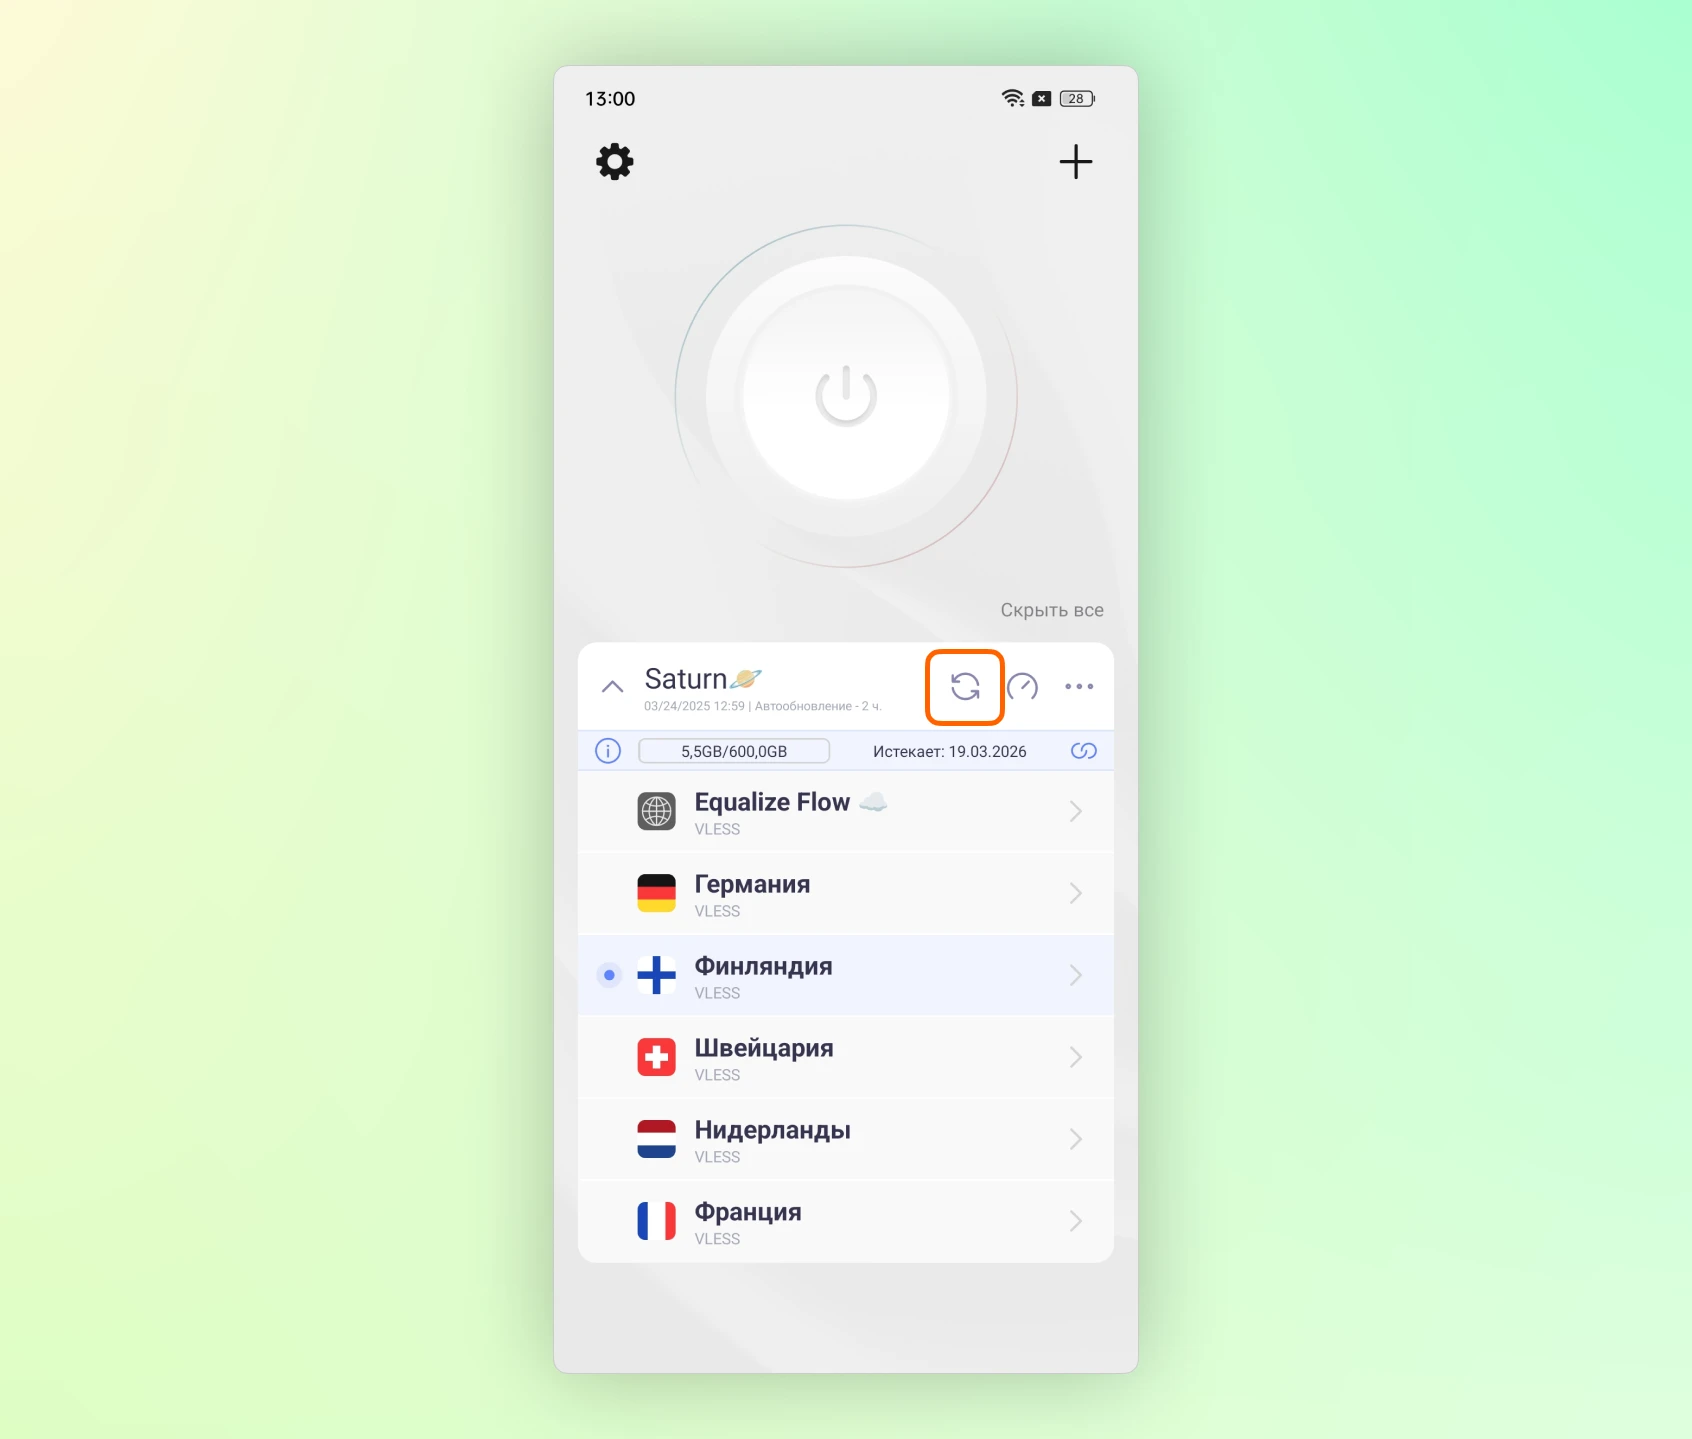 13:00
28
Скрыть все
Saturn🪐
03/24/2025 12:59 | Автообновление - 2 ч.
5,5GB/600,0GB
Истекает: 19.03.2026
Equalize Flow ☁️
VLESS
Германия
VLESS
Финляндия
VLESS
Швейцария
VLESS
Нидерланды
VLESS
Франция
VLESS